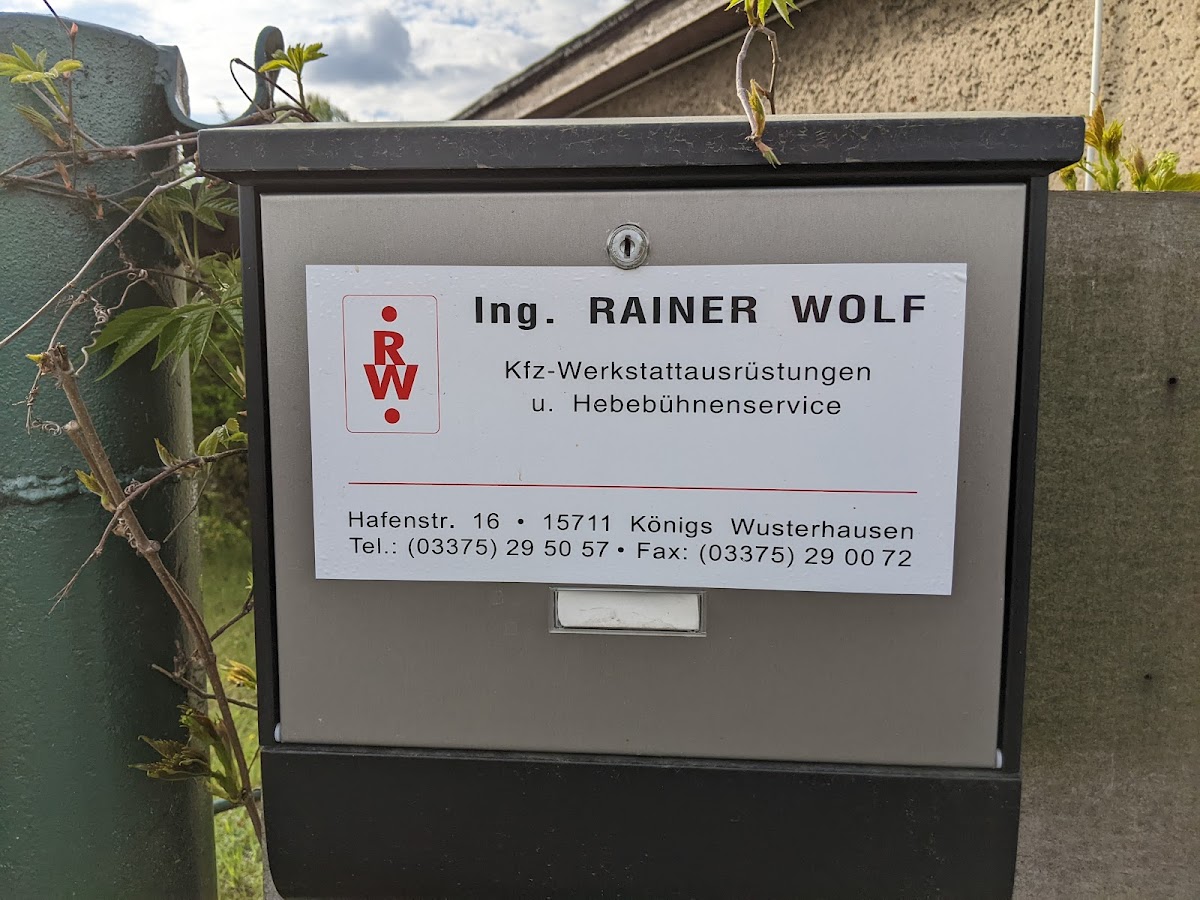 R
W
Ing. RAINER WOLF
Kfz-Werkstattausrüstungen
u. Hebebühnenservice
Hafenstr. 16 • 15711 Königs Wusterhausen
Tel.: (03375) 29 50 57 • Fax: (03375) 29 00 72